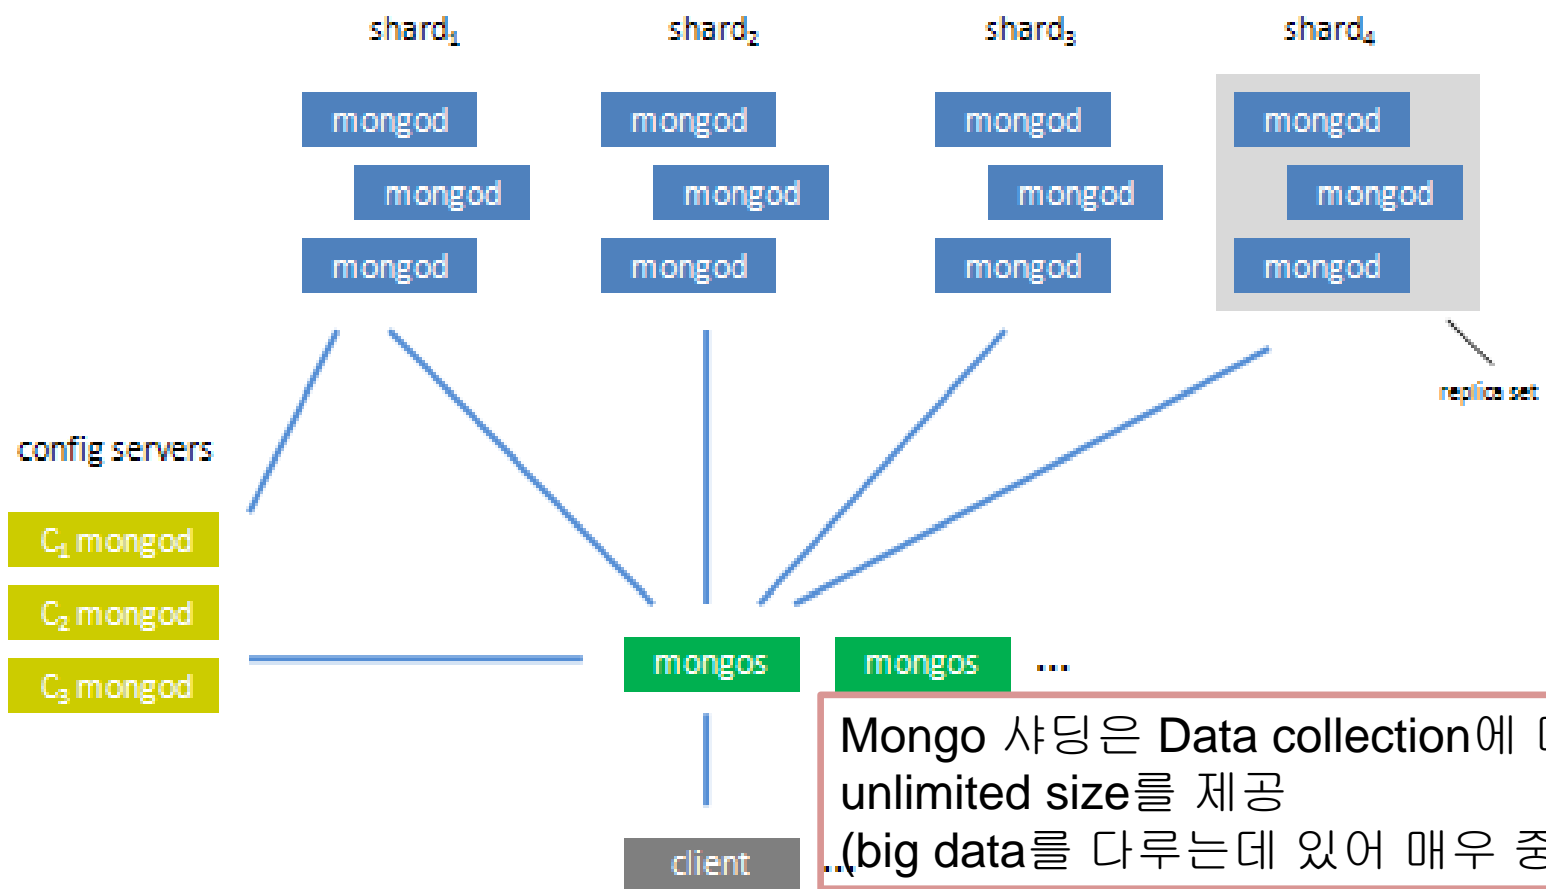 shard₁ shard₂ shard₃ shard₄
mongod mongod mongod mongod
mongod mongod mongod mongod
mongod mongod mongod mongod
replica set
config servers
C₁ mongod
C₂ mongod
C₃ mongod
mongos mongos ...
Mongo 샤딩은 Data collection에
unlimited size를 제공
(big data를 다루는데 있어 매우
client ...